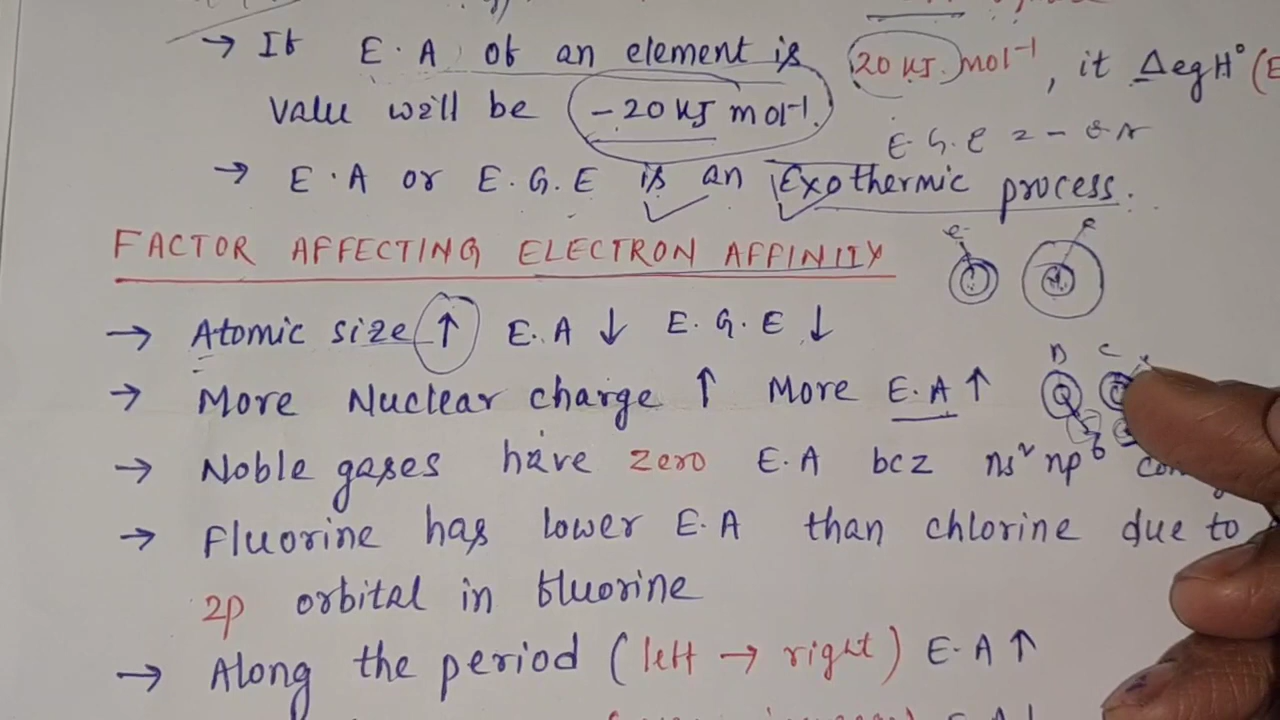 → If E.A of an element is 20 KJ. mol⁻¹, it ΔegH° (E
Value will be -20 KJ mol⁻¹.
E.G.E = - E A
→ E.A or E.G.E is an Exothermic process.
FACTOR AFFECTING ELECTRON AFFINITY
e⁻ e
→ Atomic size ↑ E.A ↓ E.G.E ↓
→ More Nuclear charge ↑ More E.A ↑
→ Noble gases have zero E.A bcz ns² np⁶
→ Fluorine has lower E.A than chlorine due to
2p orbital in fluorine
→ Along the period (left → right) E.A ↑